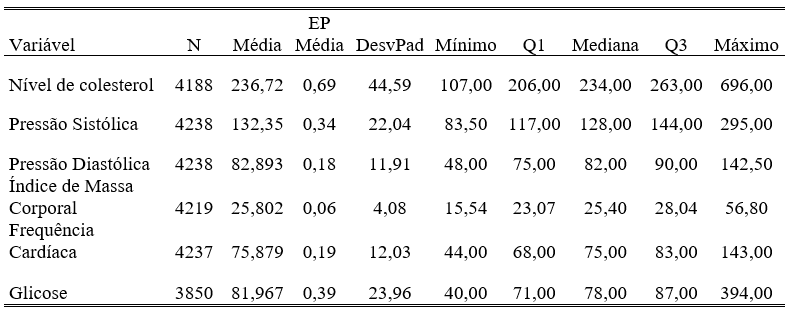 EP
Variável N Média Média DesvPad Mínimo Q1 Mediana Q3 Máximo
Nível de colesterol 4188 236,72 0,69 44,59 107,00 206,00 234,00 263,00 696,00
Pressão Sistólica 4238 132,35 0,34 22,04 83,50 117,00 128,00 144,00 295,00
Pressão Diastólica 4238 82,893 0,18 11,91 48,00 75,00 82,00 90,00 142,50
Índice de Massa
Corporal 4219 25,802 0,06 4,08 15,54 23,07 25,40 28,04 56,80
Frequência
Cardíaca 4237 75,879 0,19 12,03 44,00 68,00 75,00 83,00 143,00
Glicose 3850 81,967 0,39 23,96 40,00 71,00 78,00 87,00 394,00